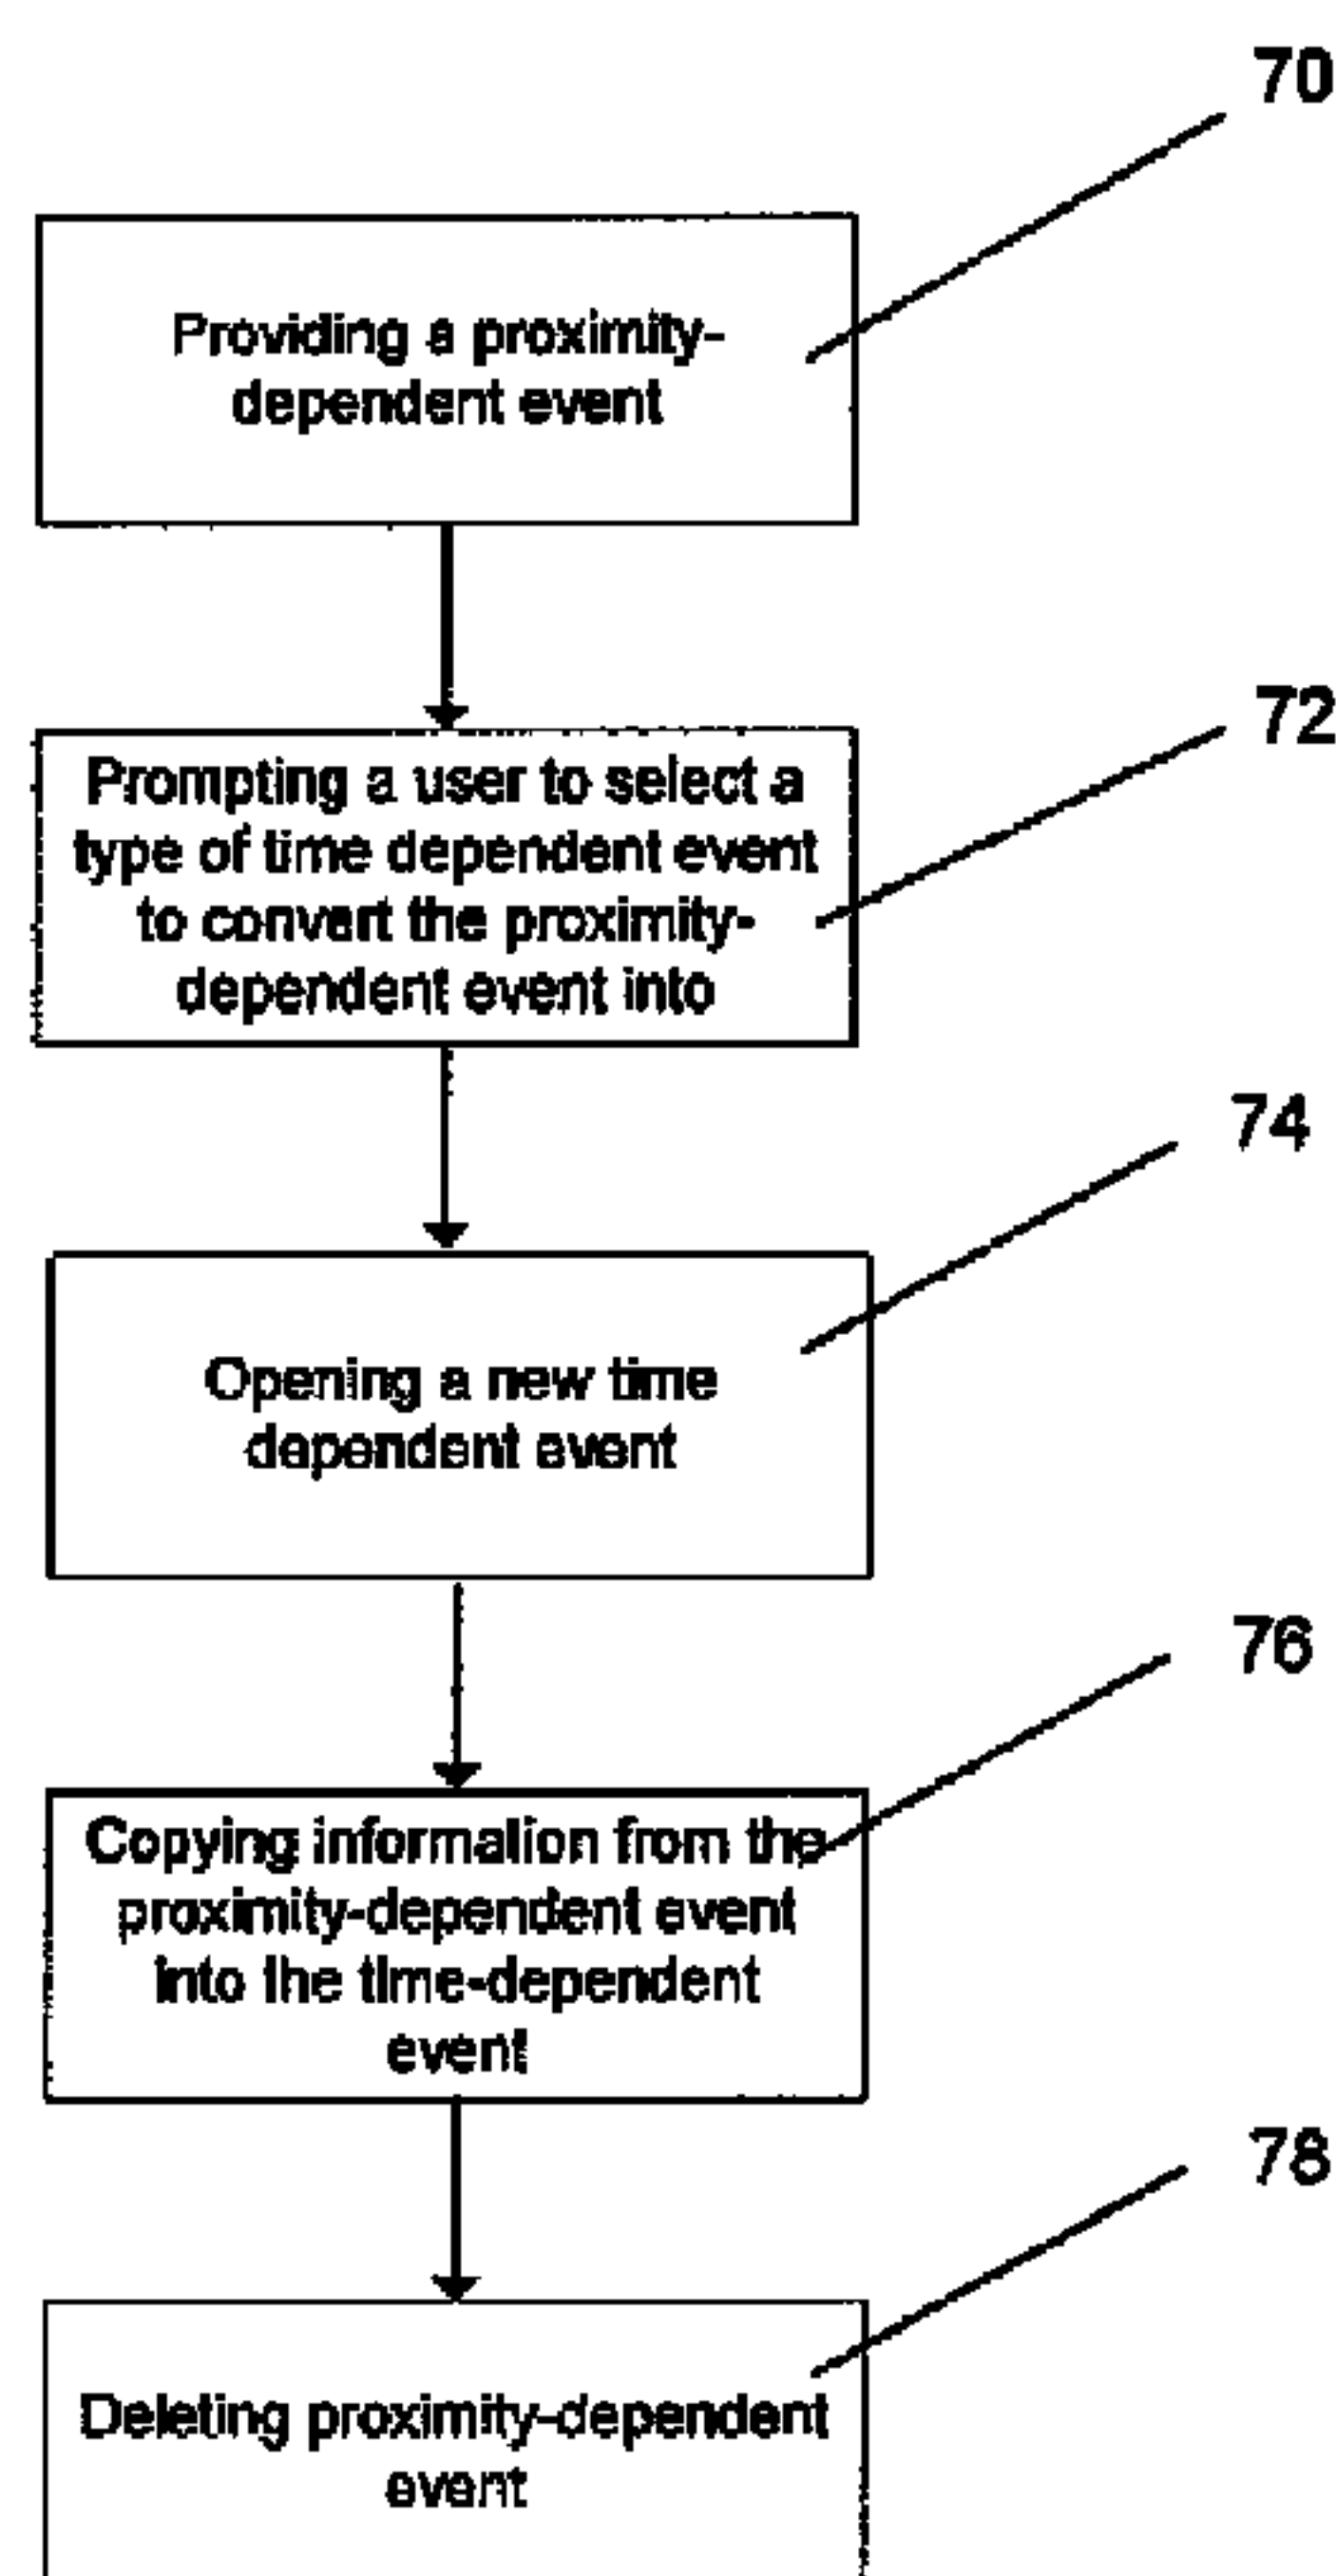 70
Providing a proximity-
dependent event
72
Prompting a user to select a
type of time dependent event
to convert the proximity-
dependent event into
74
Opening a new time
dependent event
76
Copying information from the
proximity-dependent event
into the time-dependent
event
78
Deleting proximity-dependent
event